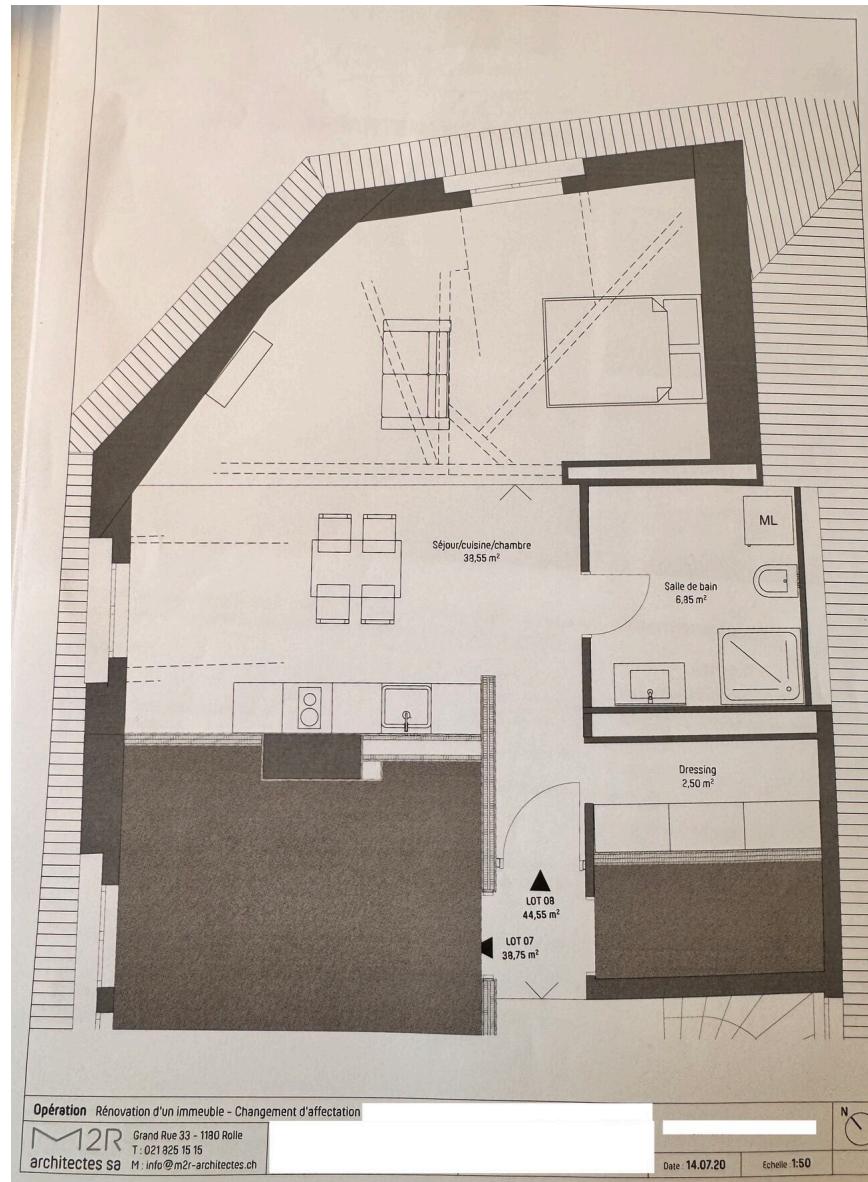 ML
Séjour/cuisine/chambre
38,55 m²
Salle de bain
6,85 m²
Dressing
2,50 m²
LOT 08
44,55 m²
LOT 07
38,75 m²
Opération Rénovation d'un immeuble - Changement d'affectation
M2R
architectes sa
Grand Rue 33 - 1180 Rolle
T : 021 825 15 15
M : info@m2r-architectes.ch
Date : 14.07.20
Echelle 1:50
N